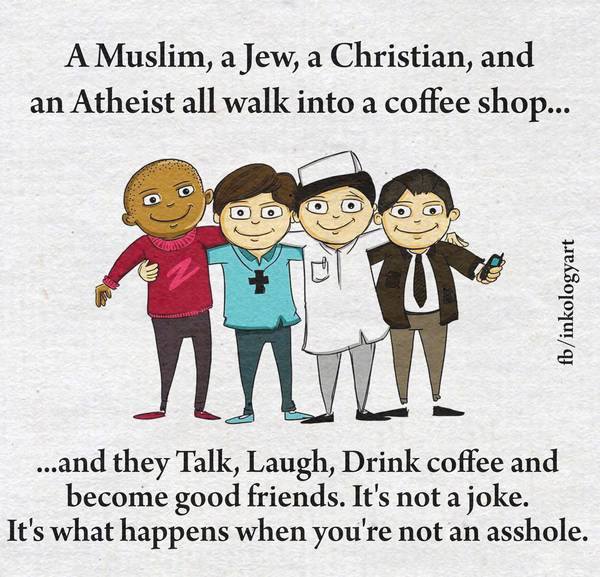 A Muslim, a Jew, a Christian, and
an Atheist all walk into a coffee shop...
Z
fb/inkologyart
...and they Talk, Laugh, Drink coffee and
become good friends. It's not a joke.
It's what happens when you're not an asshole.